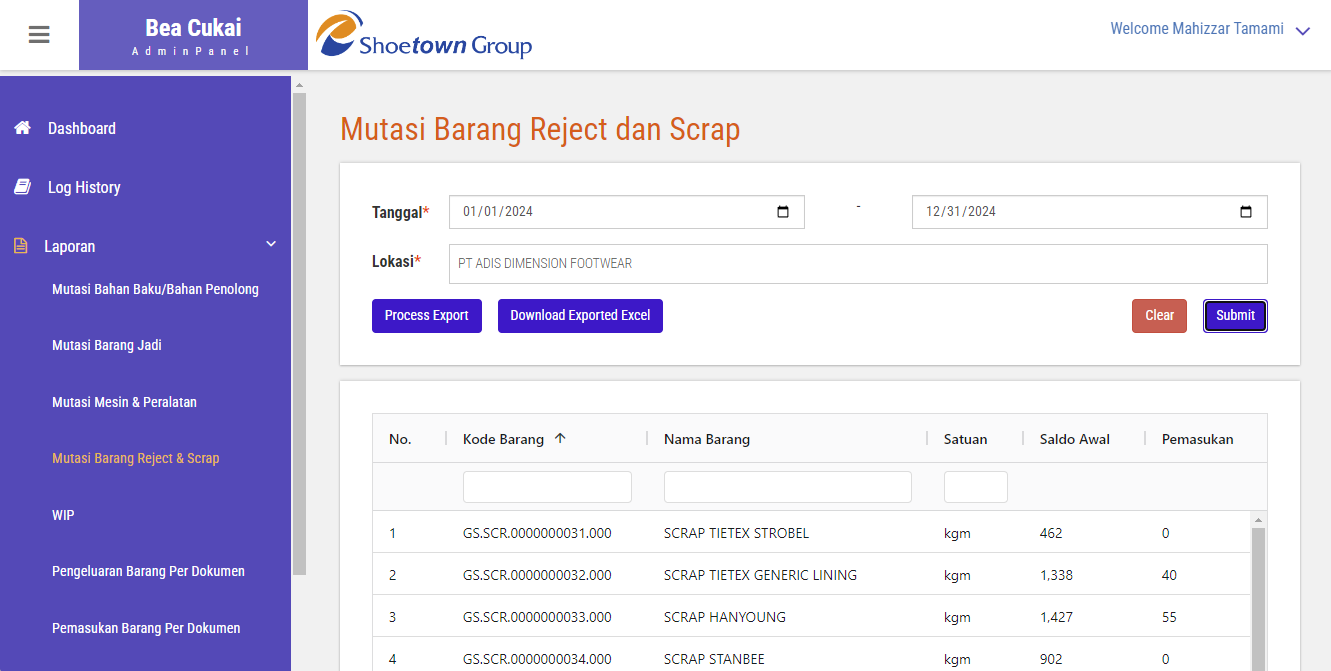 Bea Cukai
AdminPanel
Shoetown Group
Welcome Mahizzar Tamami
Dashboard
Log History
Laporan
Mutasi Bahan Baku/Bahan Penolong
Mutasi Barang Jadi
Mutasi Mesin & Peralatan
Mutasi Barang Reject & Scrap
WIP
Pengeluaran Barang Per Dokumen
Pemasukan Barang Per Dokumen
Mutasi Barang Reject dan Scrap
Tanggal* 01/01/2024 - 12/31/2024
Lokasi* PT ADIS DIMENSION FOOTWEAR
Process Export Download Exported Excel Clear Submit
No. Kode Barang Nama Barang Satuan Saldo Awal Pemasukan
1 GS.SCR.0000000031.000 SCRAP TIETEX STROBEL kgm 462 0
2 GS.SCR.0000000032.000 SCRAP TIETEX GENERIC LINING kgm 1,338 40
3 GS.SCR.0000000033.000 SCRAP HANYOUNG kgm 1,427 55
4 GS.SCR.0000000034.000 SCRAP STANBEE kgm 902 0